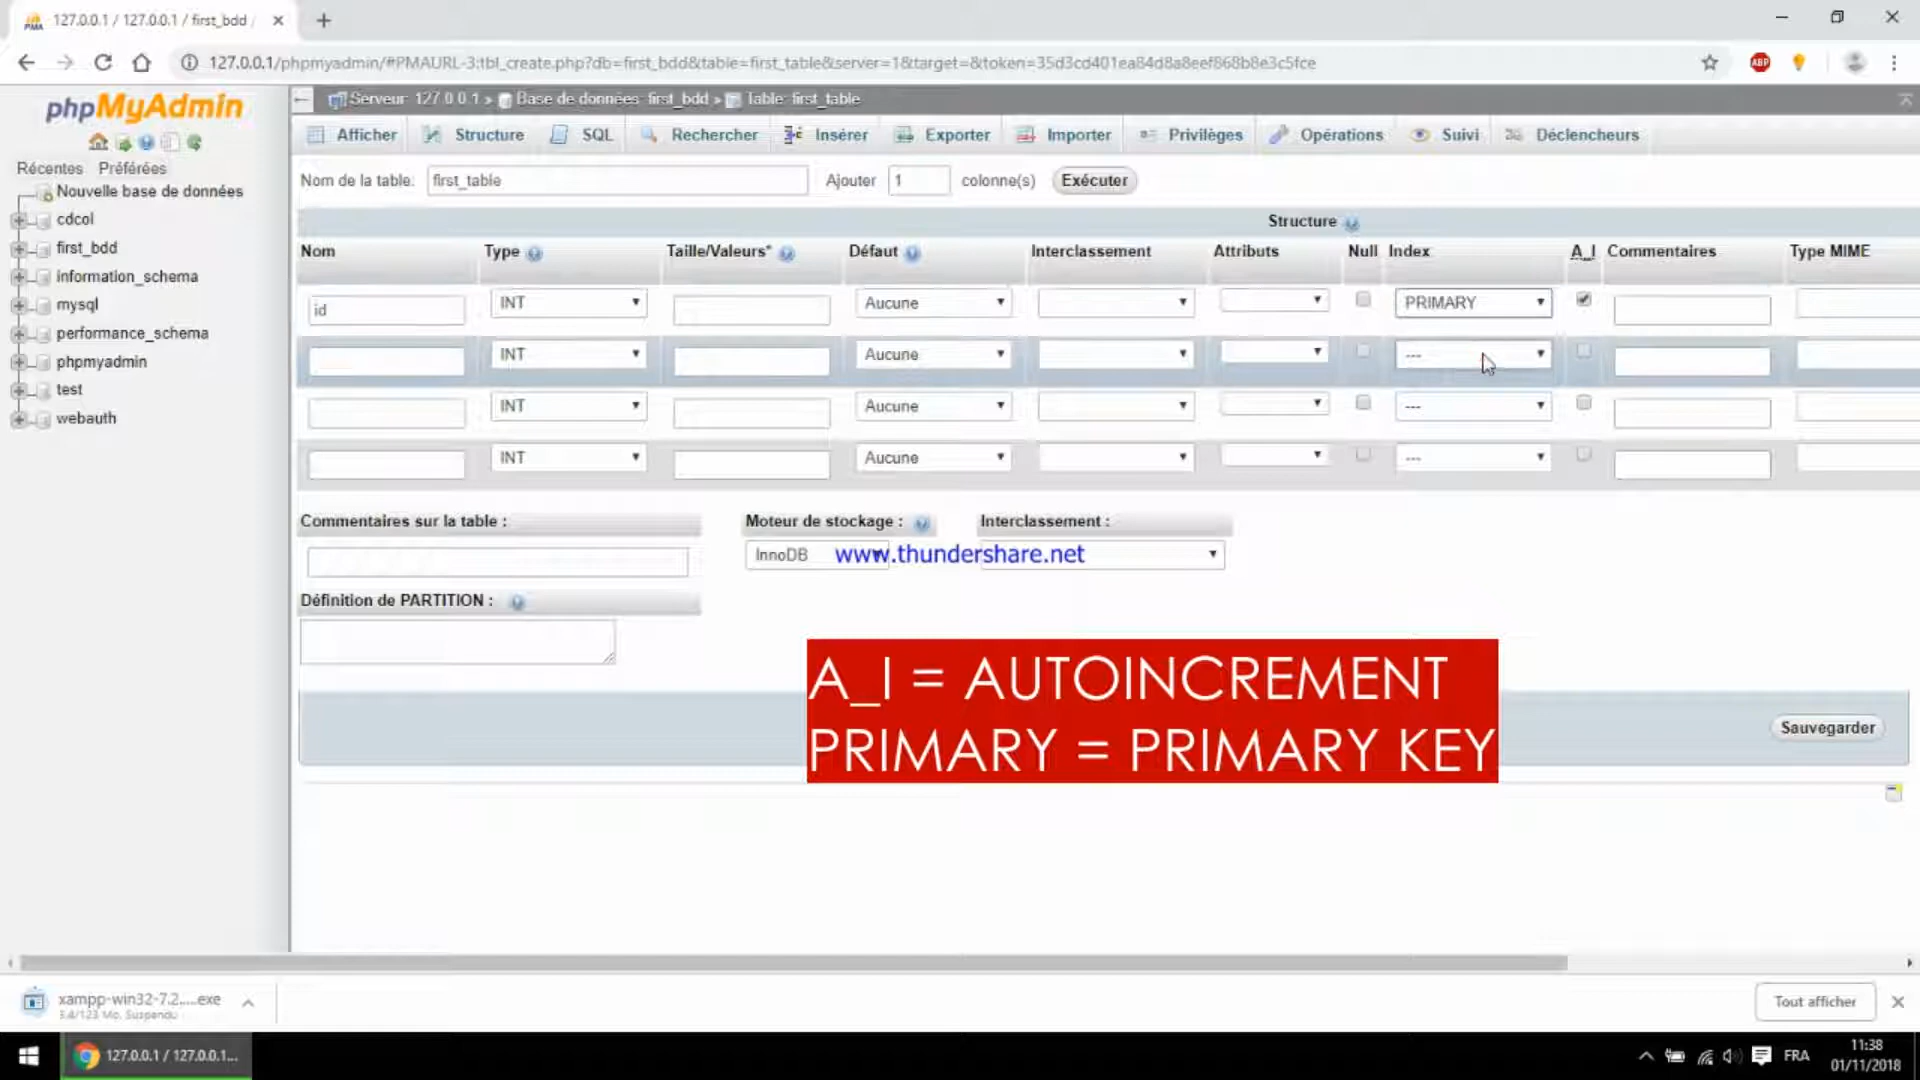 127.0.0.1 / 127.0.0.1 / first_bdd
127.0.0.1/phpmyadmin/#PMAURL-3:tbl_create.php?db=first_bdd&table=first_table&server=1&target=&token=35d3cd401ea84d8a8eef868b8e3c5fce
ABP
phpMyAdmin
Récentes Préférées
Nouvelle base de données
cdcol
first_bdd
information_schema
mysql
performance_schema
phpmyadmin
test
webauth
Serveur: 127.0.0.1 » Base de données: first_bdd » Table: first_table
Afficher Structure SQL Rechercher Insérer Exporter Importer Privilèges Opérations Suivi Déclencheurs
Nom de la table: first_table Ajouter 1 colonne(s) Exécuter
Structure
Nom Type Taille/Valeurs* Défaut Interclassement Attributs Null Index A_I Commentaires Type MIME
id INT Aucune PRIMARY
INT Aucune ---
INT Aucune ---
INT Aucune ---
Commentaires sur la table : Moteur de stockage : Interclassement :
InnoDB
www.thundershare.net
Définition de PARTITION :
A_I = AUTOINCREMENT
PRIMARY = PRIMARY KEY
Sauvegarder
xampp-win32-7.2.....exe
3,4/123 Mo, Suspendu
Tout afficher
127.0.0.1 / 127.0.0.1...
FRA
11:38
01/11/2018